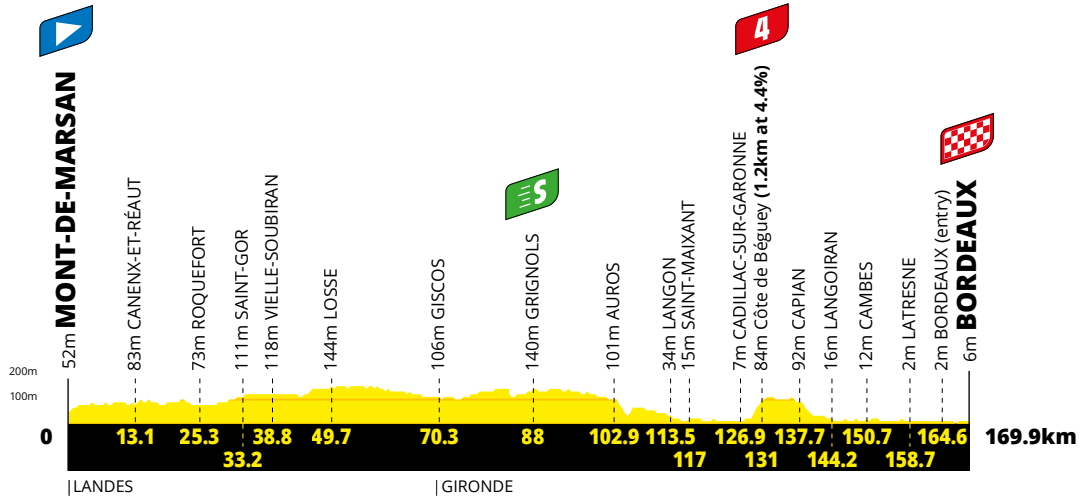 4
S
52m MONT-DE-MARSAN
83m CANENX-ET-RÉAUT
73m ROQUEFORT
111m SAINT-GOR
118m VIELLE-SOUBIRAN
144m LOSSE
106m GISCOS
140m GRIGNOLS
101m AUROS
34m LANGON
15m SAINT-MAIXANT
7m CADILLAC-SUR-GARONNE
84m Côte de Béguey (1.2km at 4.4%)
92m CAPIAN
16m LANGOIRAN
12m CAMBES
2m LATRESNE
2m BORDEAUX (entry)
6m BORDEAUX
200m
100m
0 13.1 25.3 38.8 49.7 70.3 88 102.9 113.5 126.9 137.7 150.7 164.6 169.9km
33.2 117 131 144.2 158.7
|LANDES |GIRONDE